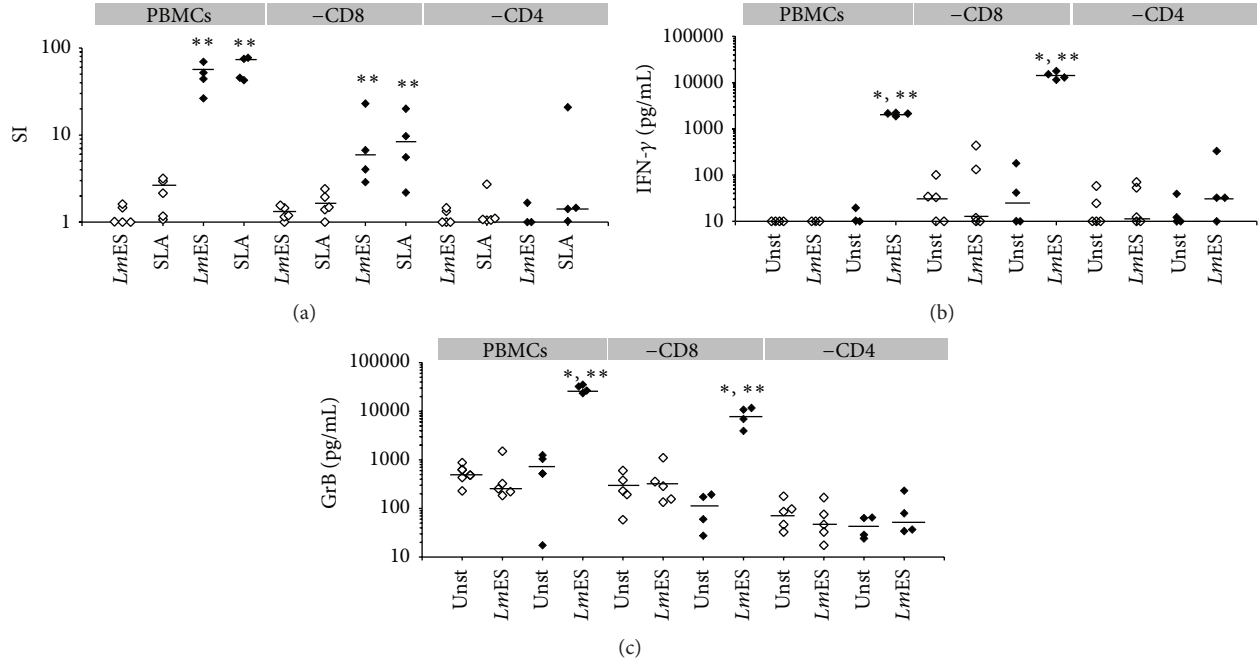 PBMCs −CD8 −CD4
** ** ** **
100
10
1
SI
LmES SLA LmES SLA LmES SLA LmES SLA LmES SLA LmES SLA
(a)
PBMCs −CD8 −CD4
*, ** *, **
100000
10000
1000
100
10
IFN-γ (pg/mL)
Unst LmES Unst LmES Unst LmES Unst LmES Unst LmES Unst LmES
(b)
PBMCs −CD8 −CD4
*, ** *, **
100000
10000
1000
100
10
GrB (pg/mL)
Unst LmES Unst LmES Unst LmES Unst LmES Unst LmES Unst LmES
(c)